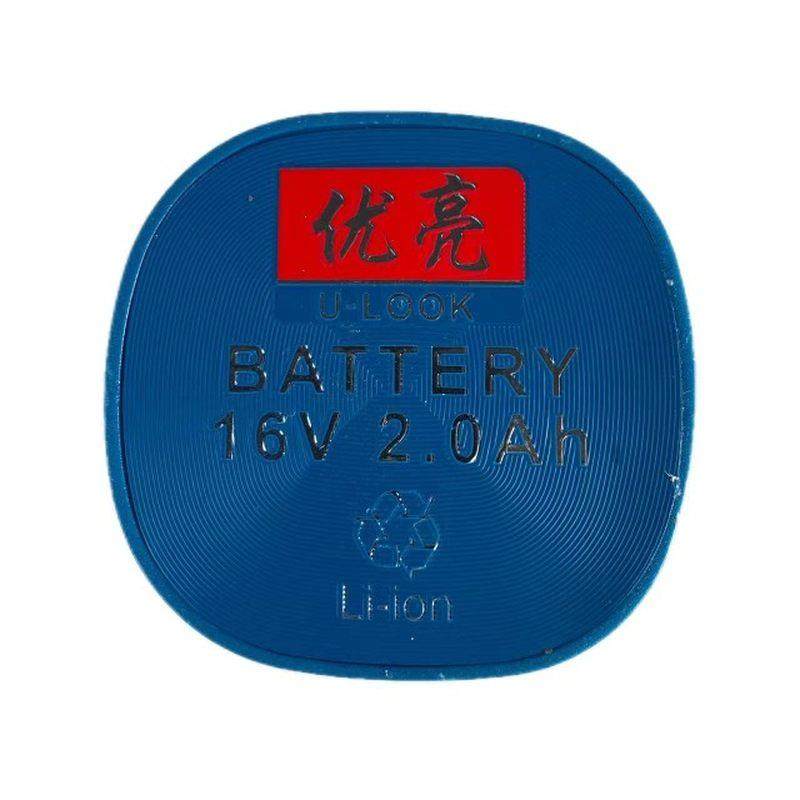 优亮
U-LOOK
BATTERY
16V 2.0Ah
Li-ion